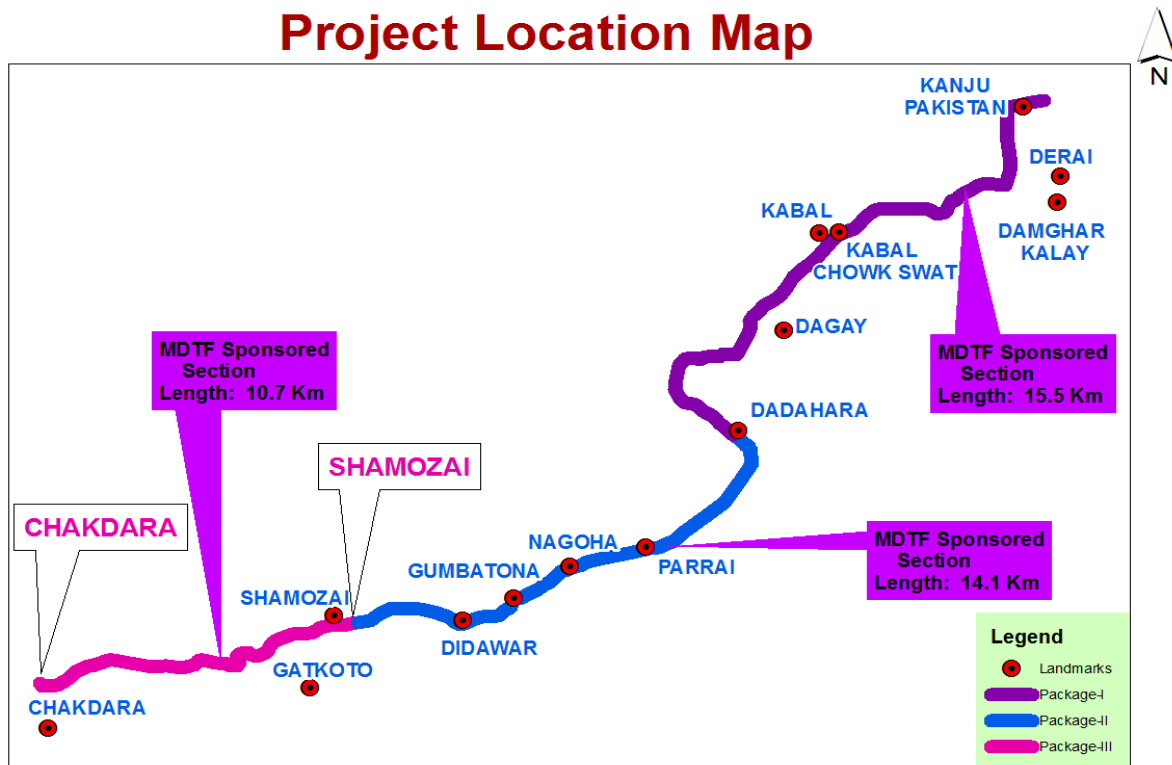 Project Location Map
N
KANJU
PAKISTAN
DERAI
DAMGHAR
KALAY
KABAL
KABAL
CHOWK SWAT
DAGAY
MDTF Sponsored
Section
Length: 10.7 Km
MDTF Sponsored
Section
Length: 15.5 Km
DADAHARA
SHAMOZAI
CHAKDARA
NAGOHA
PARRAI
MDTF Sponsored
Section
Length: 14.1 Km
GUMBATONA
SHAMOZAI
DIDAWAR
GATKOTO
CHAKDARA
Legend
Landmarks
Package-I
Package-II
Package-III